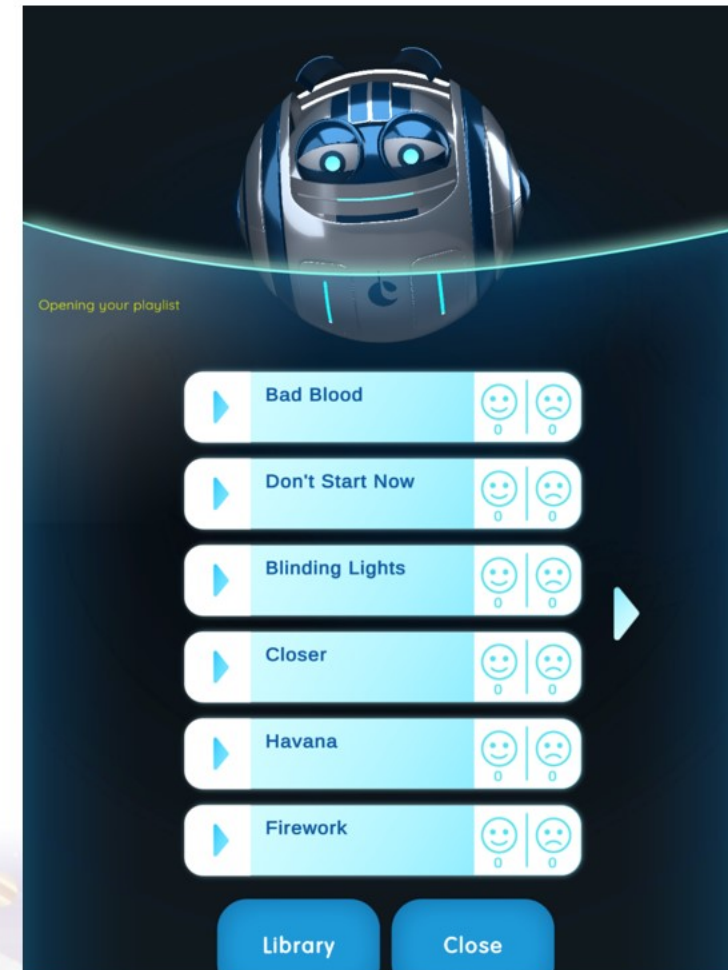 Opening your playlist
Bad Blood
0 0
Don't Start Now
0 0
Blinding Lights
0 0
Closer
0 0
Havana
0 0
Firework
0 0
Library Close